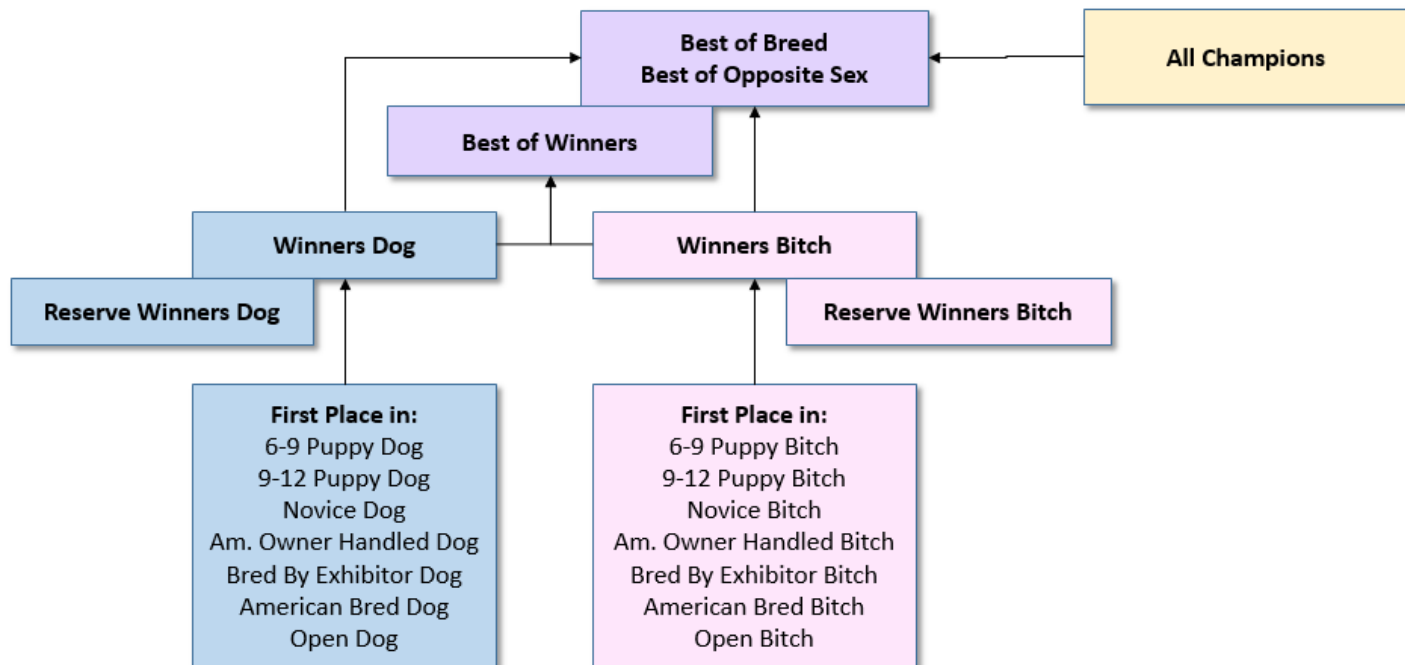 Best of Breed
Best of Opposite Sex
All Champions
Best of Winners
Winners Dog
Winners Bitch
Reserve Winners Dog
Reserve Winners Bitch
First Place in:
6-9 Puppy Dog
9-12 Puppy Dog
Novice Dog
Am. Owner Handled Dog
Bred By Exhibitor Dog
American Bred Dog
Open Dog
First Place in:
6-9 Puppy Bitch
9-12 Puppy Bitch
Novice Bitch
Am. Owner Handled Bitch
Bred By Exhibitor Bitch
American Bred Bitch
Open Bitch